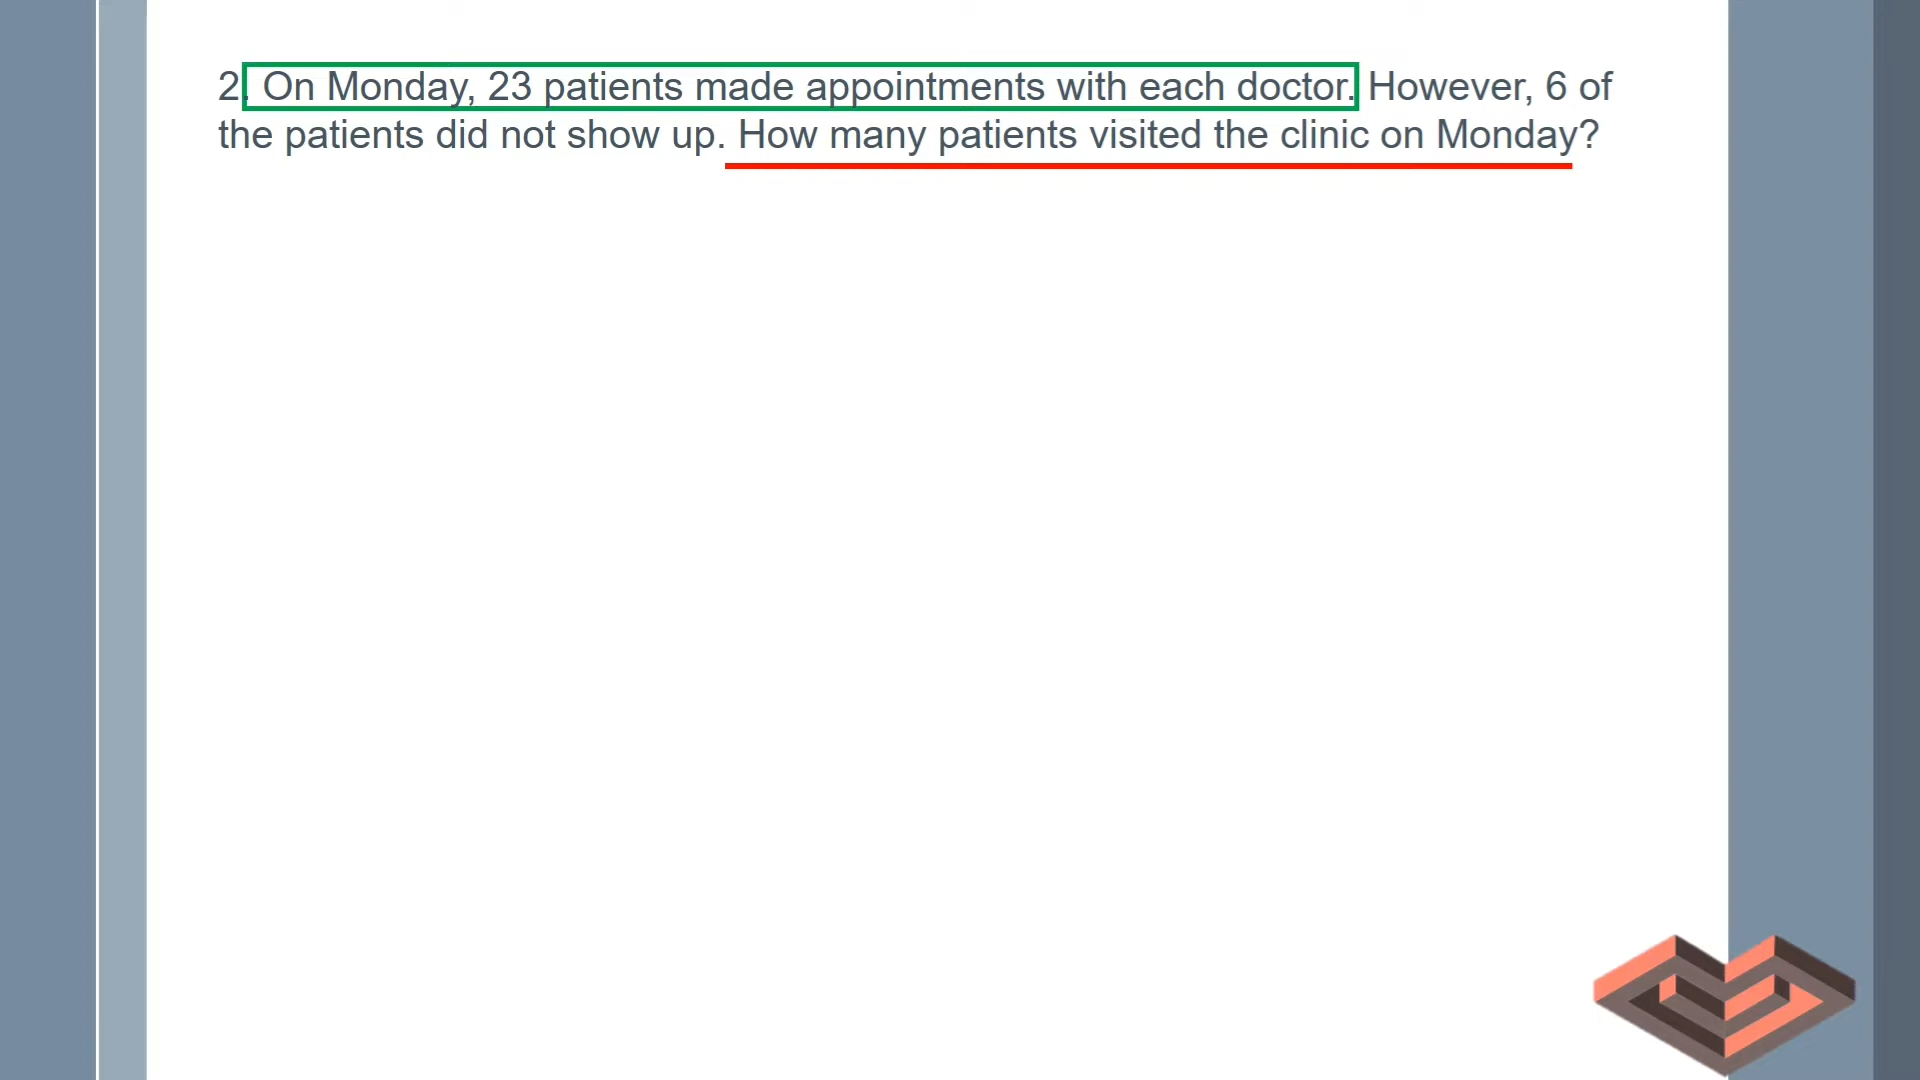 2. On Monday, 23 patients made appointments with each doctor. However, 6 of
the patients did not show up. How many patients visited the clinic on Monday?